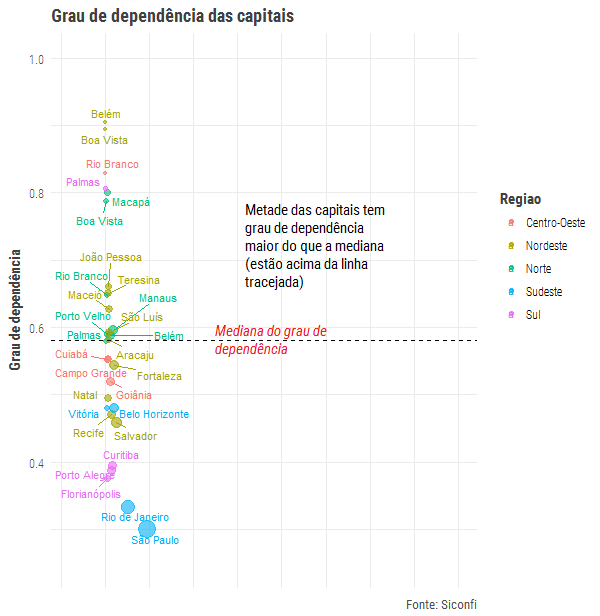 Grau de dependência das capitais
Grau de dependência
1.0
0.8
0.6
0.4
Belém
Boa Vista
Rio Branco
Palmas
Macapá
Boa Vista
João Pessoa
Rio Branco
Teresina
Maceió
Manaus
Porto Velho
São Luís
Palmas
Belém
Cuiabá
Aracaju
Campo Grande
Fortaleza
Natal
Goiânia
Vitória
Belo Horizonte
Recife
Salvador
Curitiba
Porto Alegre
Florianópolis
Rio de Janeiro
São Paulo
Metade das capitais tem
grau de dependência
maior do que a mediana
(estão acima da linha
tracejada)
Mediana do grau de
dependência
Regiao
Centro-Oeste
Nordeste
Norte
Sudeste
Sul
Fonte: Siconfi